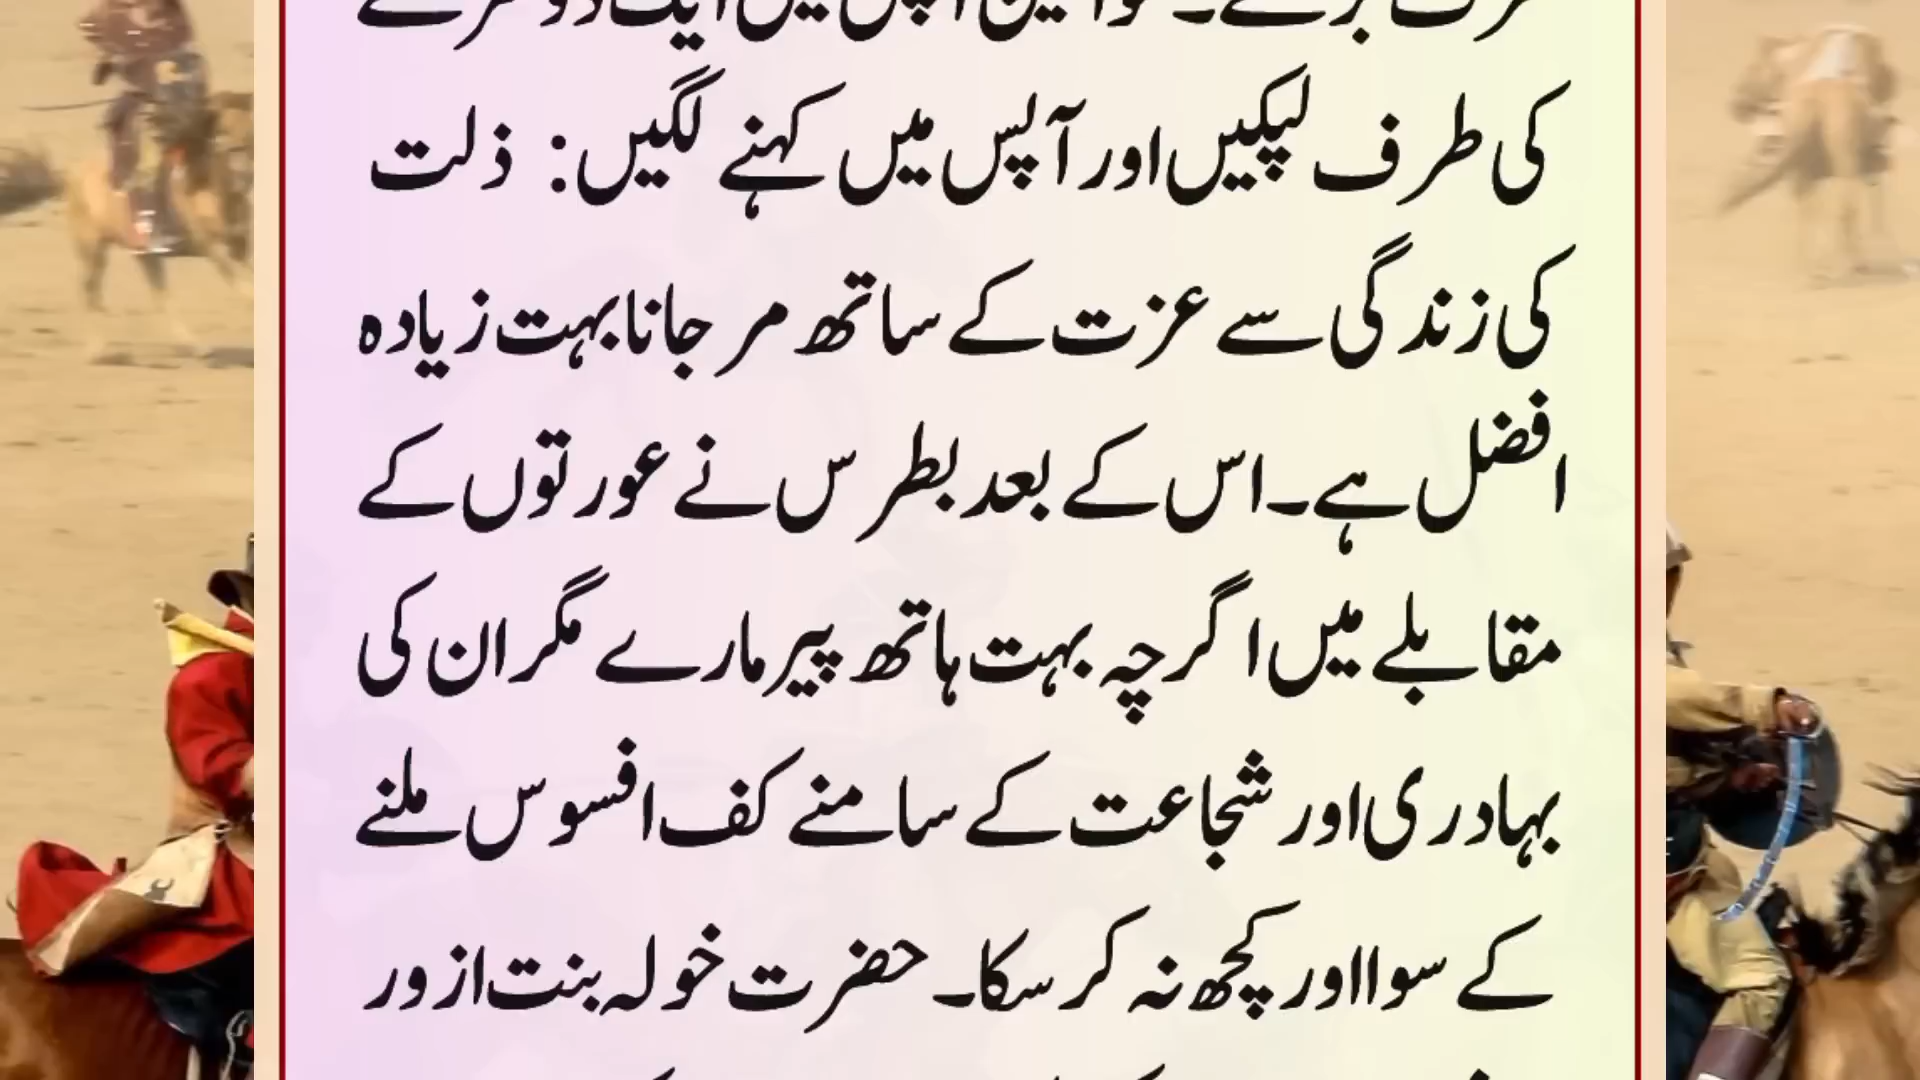 کی طرف لپکیں اور آپس میں کہنے لگیں: ذلت
کی زندگی سے عزت کے ساتھ مر جانا بہت زیادہ
افضل ہے۔ اس کے بعد بطرس نے عورتوں کے
مقابلے میں اگرچہ بہت ہاتھ پیر مارے مگر ان کی
بہادری اور شجاعت کے سامنے کف افسوس ملنے
کے سوا اور کچھ نہ کر سکا۔ حضرت خولہ بنت ازور